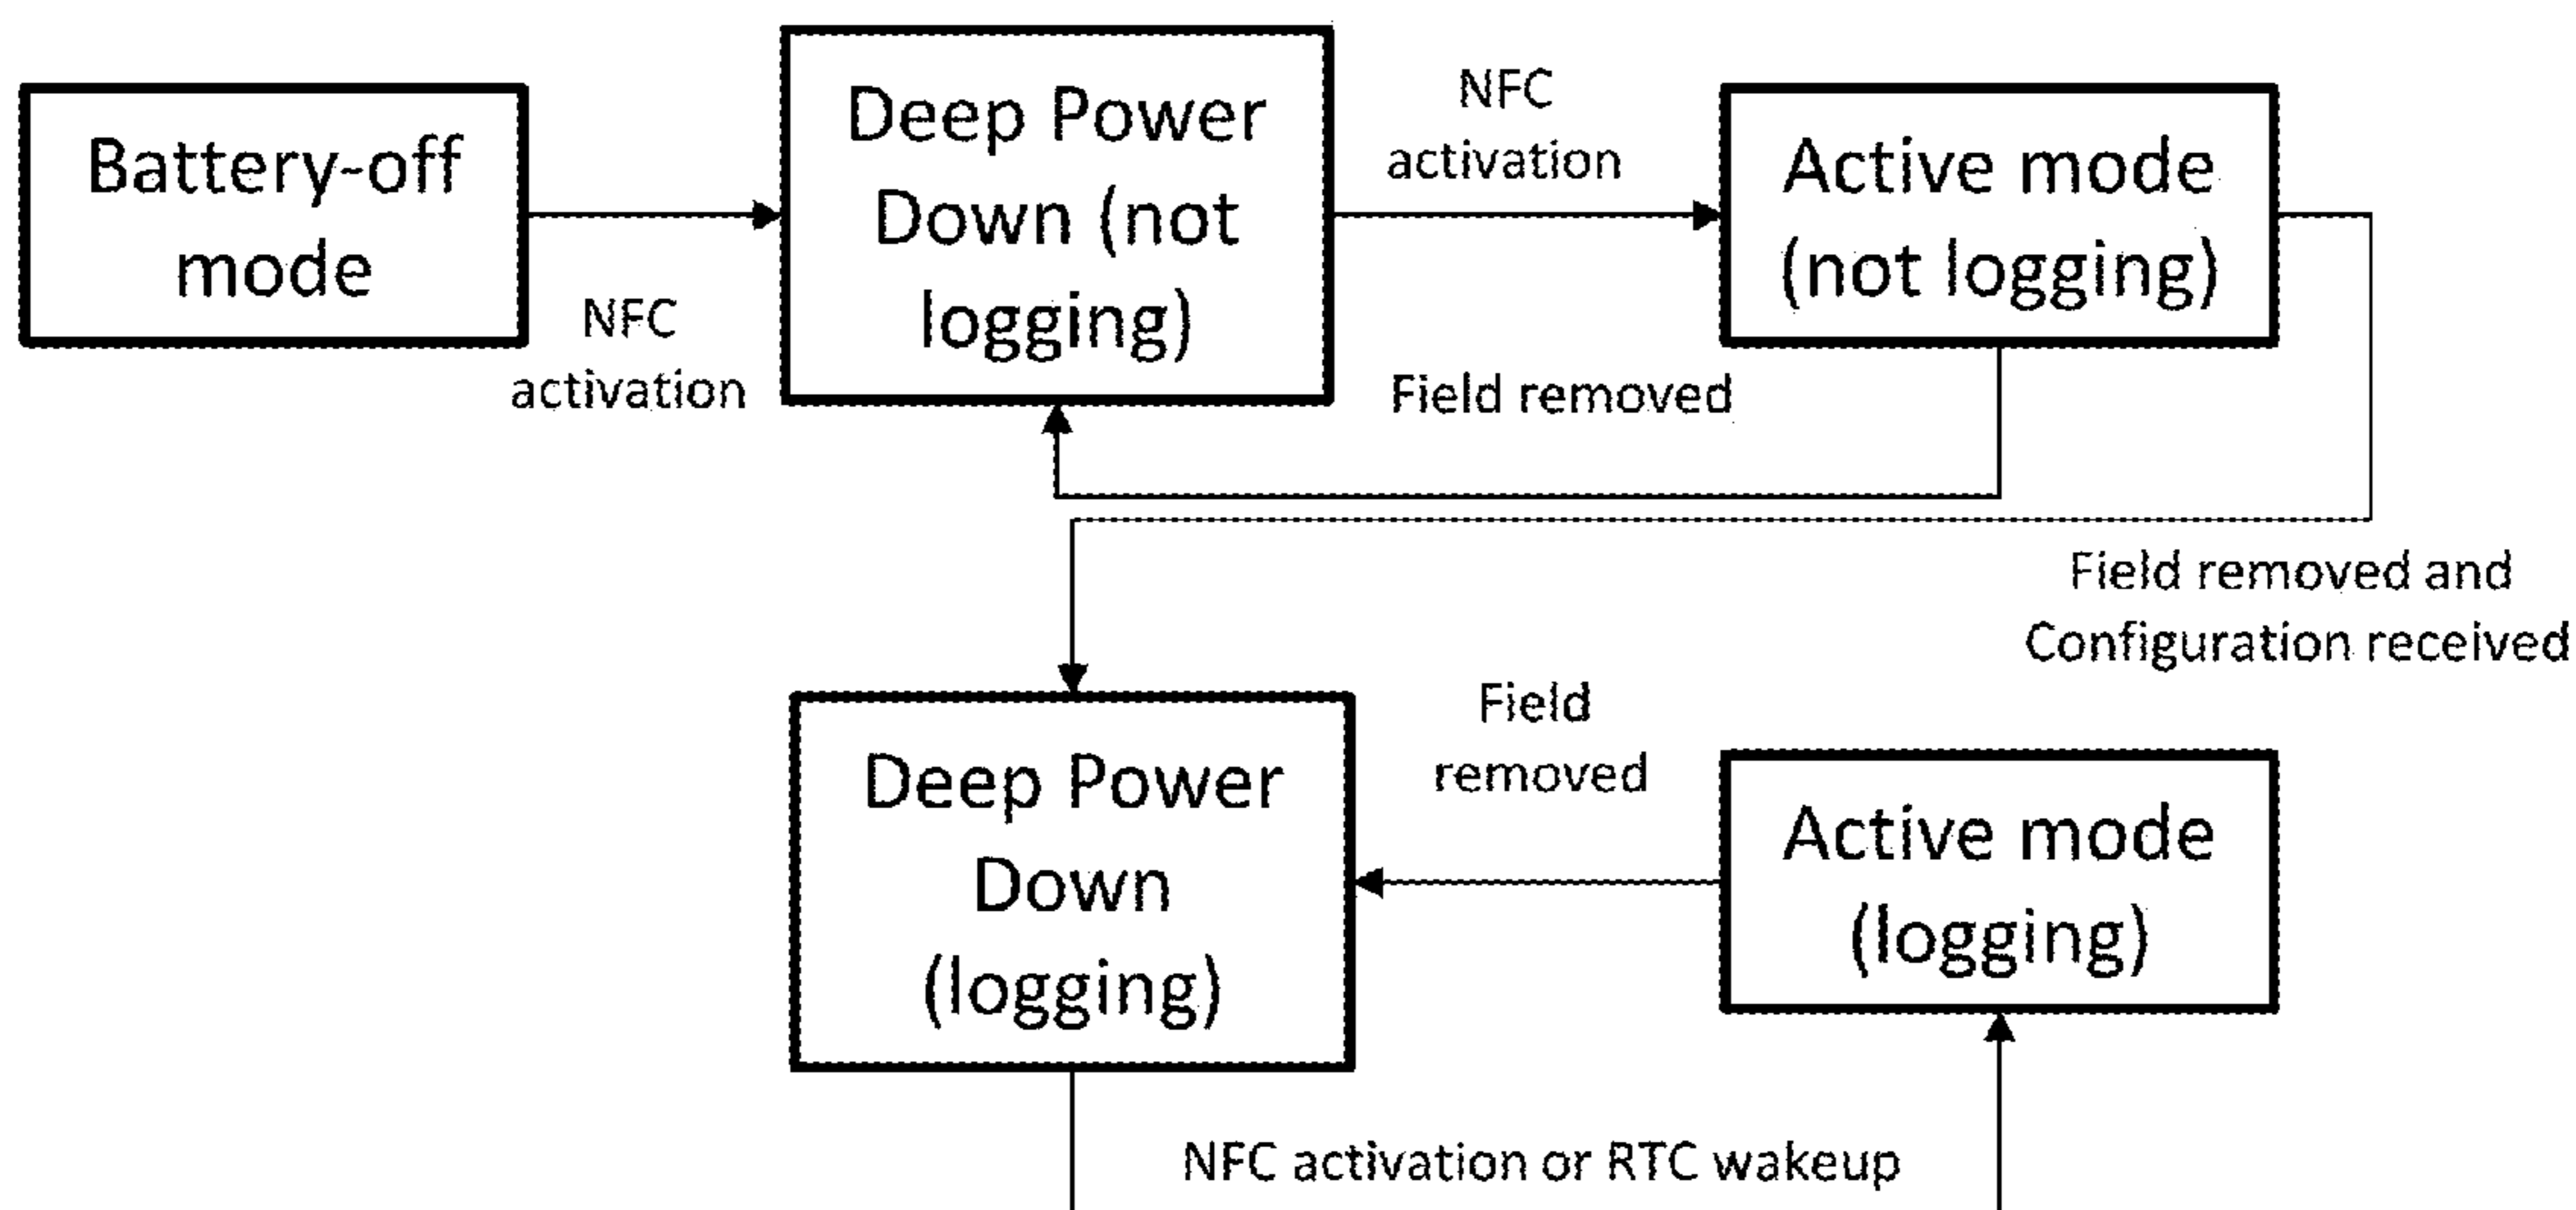 Battery-off
mode
NFC
activation
Deep Power
Down (not
logging)
NFC
activation
Active mode
(not logging)
Field removed
Field removed and
Configuration received
Deep Power
Down
(logging)
Field
removed
Active mode
(logging)
NFC activation or RTC wakeup